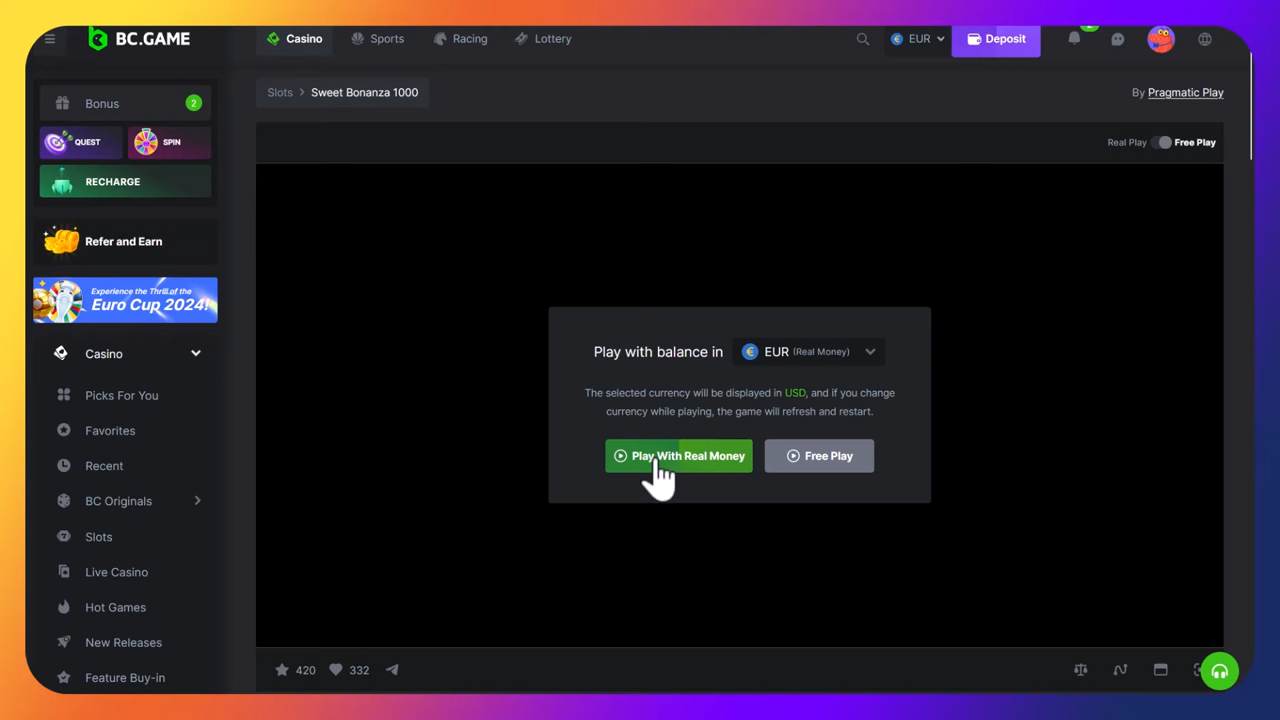 BC.GAME
Casino
Sports
Racing
Lottery
EUR
Deposit
Bonus
2
QUEST
SPIN
RECHARGE
Refer and Earn
Experience the Thrill of the
Euro Cup 2024!
Casino
Picks For You
Favorites
Recent
BC Originals
Slots
Live Casino
Hot Games
New Releases
Feature Buy-in
Slots > Sweet Bonanza 1000
By Pragmatic Play
Real Play
Free Play
Play with balance in
EUR (Real Money)
The selected currency will be displayed in USD, and if you change
currency while playing, the game will refresh and restart.
Play With Real Money
Free Play
420
332